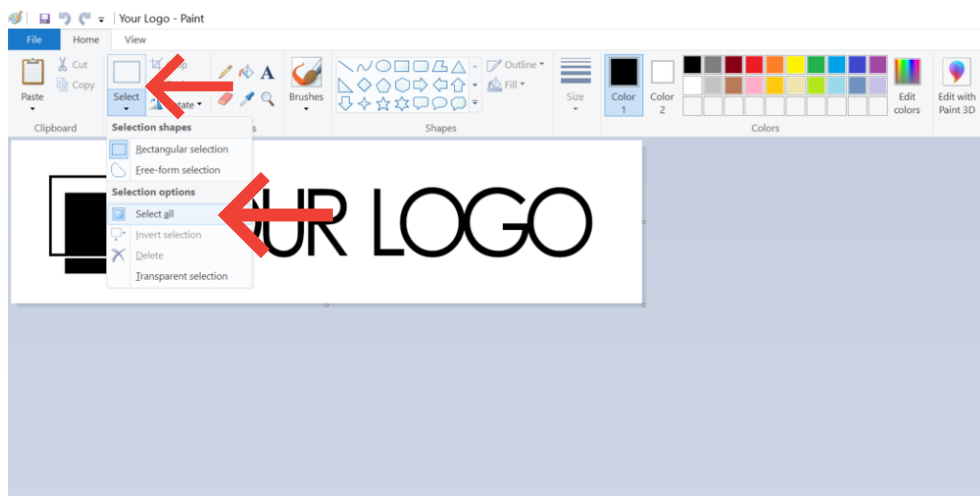 Your Logo - Paint
File Home View
Paste
Cut
Copy
Clipboard
Select
Selection shapes
Rectangular selection
Free-form selection
Selection options
Select all
Invert selection
Delete
Transparent selection
A
Brushes
Shapes
Outline
Fill
Size
Color 1
Color 2
Colors
Edit colors
Edit with Paint 3D
UR LOGO